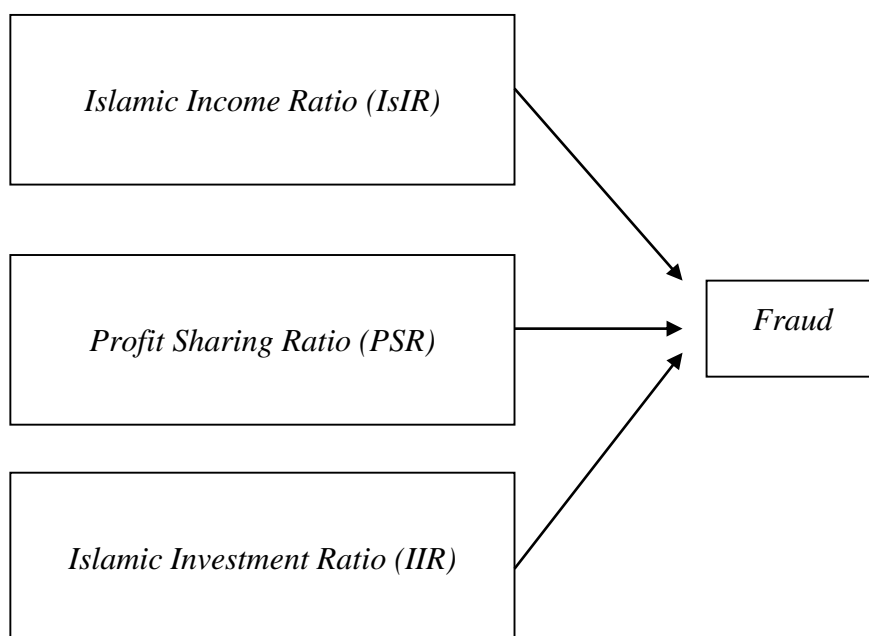 Islamic Income Ratio (IsIR)
Profit Sharing Ratio (PSR)
Fraud
Islamic Investment Ratio (IIR)